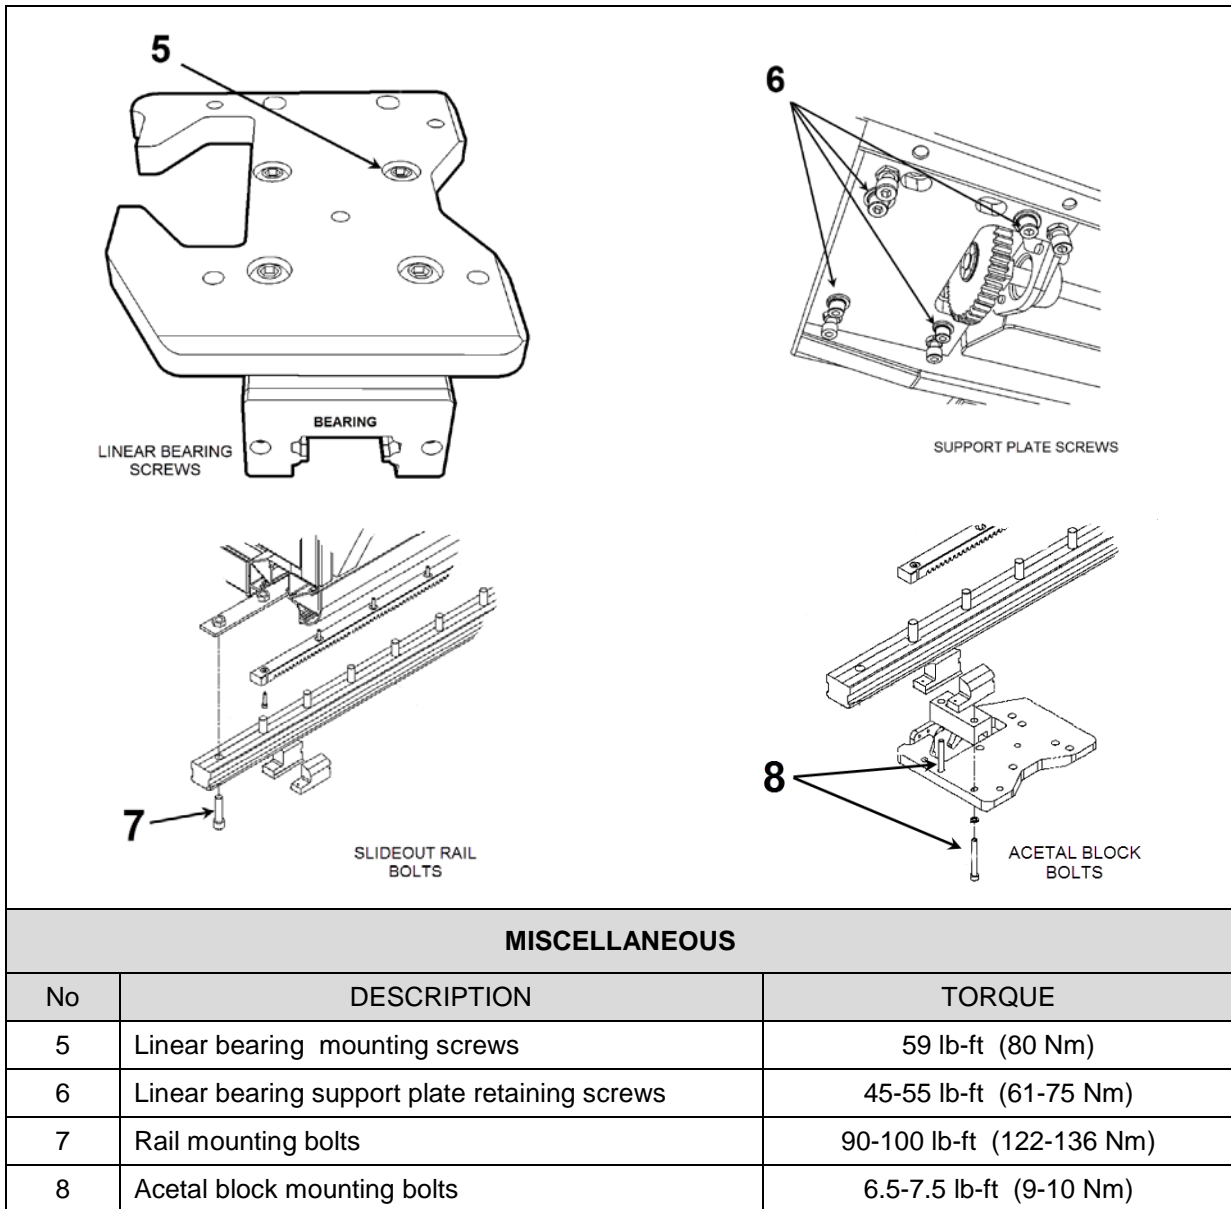 5
6
BEARING
LINEAR BEARING
SCREWS
SUPPORT PLATE SCREWS
7
SLIDEOUT RAIL
BOLTS
8
ACETAL BLOCK
BOLTS
MISCELLANEOUS
No DESCRIPTION TORQUE
5 Linear bearing mounting screws 59 lb-ft (80 Nm)
6 Linear bearing support plate retaining screws 45-55 lb-ft (61-75 Nm)
7 Rail mounting bolts 90-100 lb-ft (122-136 Nm)
8 Acetal block mounting bolts 6.5-7.5 lb-ft (9-10 Nm)